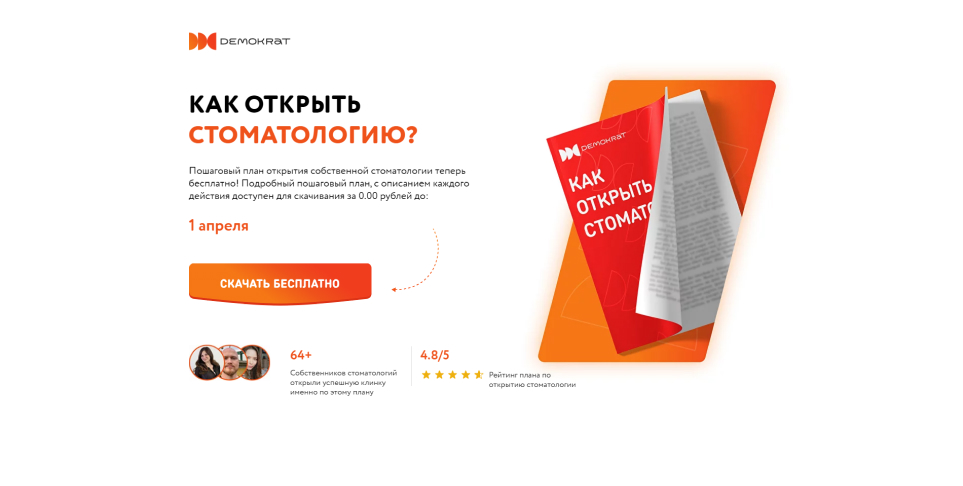 DEMOKRAT
КАК ОТКРЫТЬ
СТОМАТОЛОГИЮ?
Пошаговый план открытия собственной стоматологии теперь
бесплатно! Подробный пошаговый план, с описанием каждого
действия доступен для скачивания за 0.00 рублей до:
1 апреля
СКАЧАТЬ БЕСПЛАТНО
64+
Собственников стоматологий
открыли успешную клинку
именно по этому плану
4.8/5
Рейтинг плана по
открытию стоматологии
DEMOKRAT
КАК
ОТКРЫТЬ
СТОМАТО